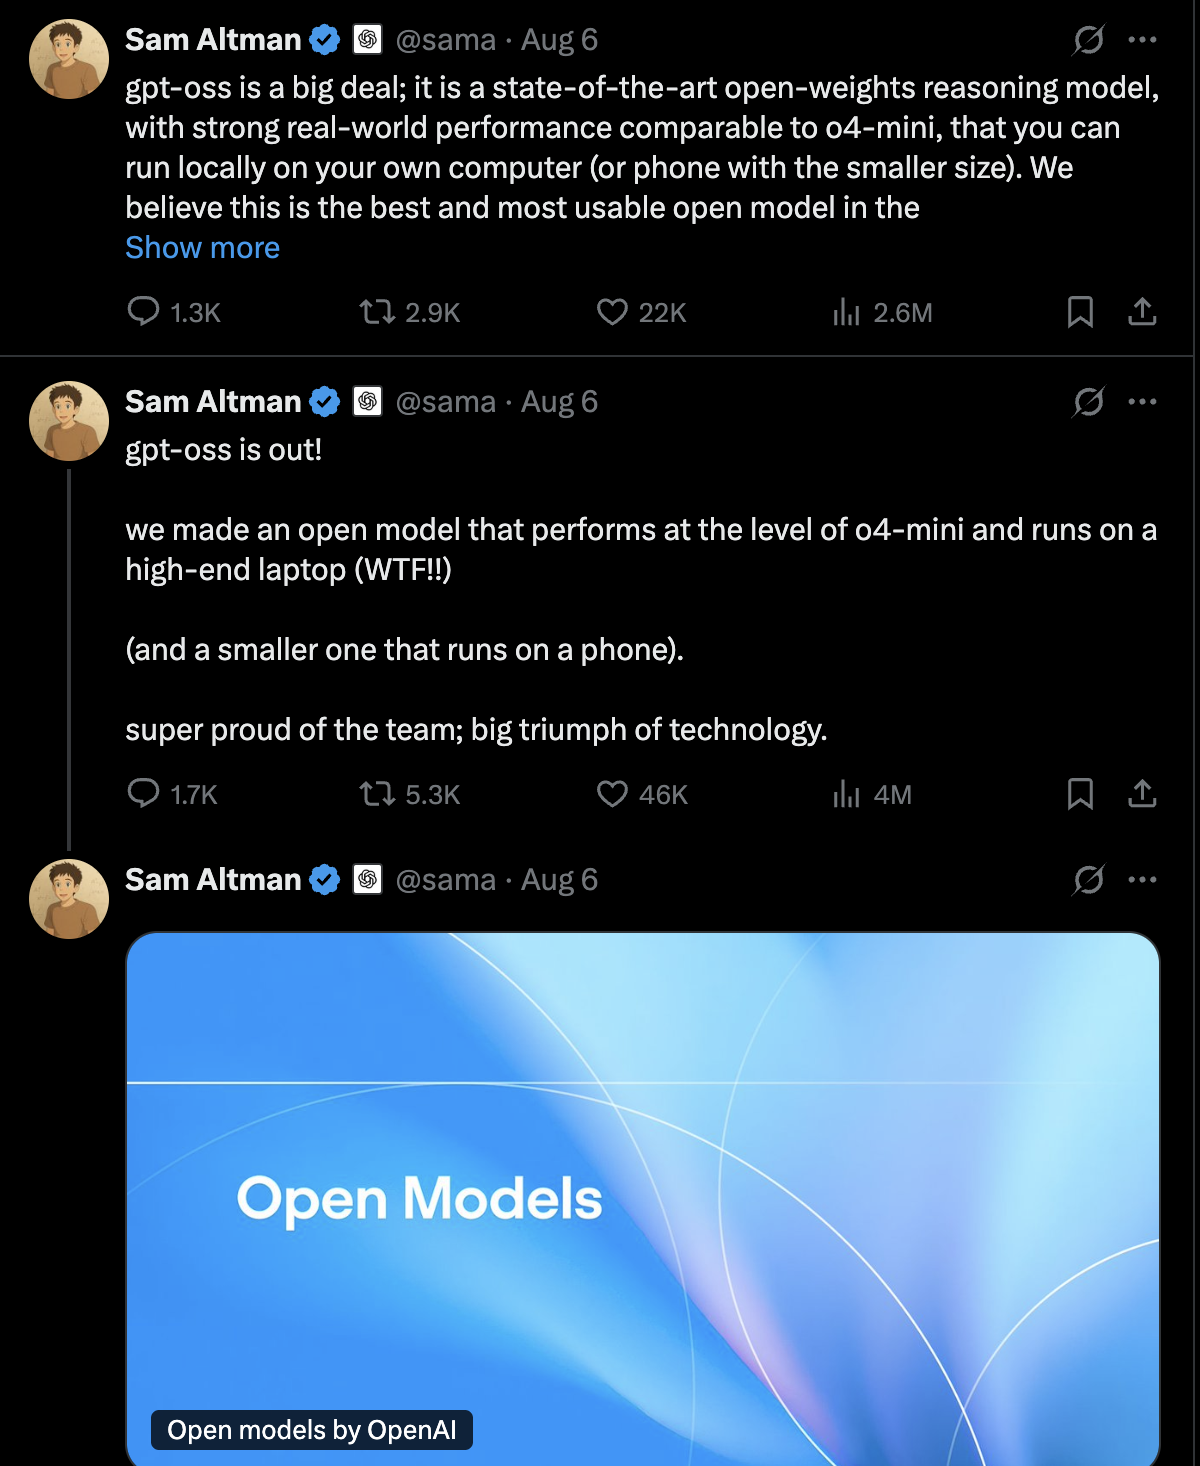 Sam Altman @sama · Aug 6
gpt-oss is a big deal; it is a state-of-the-art open-weights reasoning model,
with strong real-world performance comparable to o4-mini, that you can
run locally on your own computer (or phone with the smaller size). We
believe this is the best and most usable open model in the
Show more
1.3K 2.9K 22K 2.6M
Sam Altman @sama · Aug 6
gpt-oss is out!
we made an open model that performs at the level of o4-mini and runs on a
high-end laptop (WTF!!)
(and a smaller one that runs on a phone).
super proud of the team; big triumph of technology.
1.7K 5.3K 46K 4M
Sam Altman @sama · Aug 6
Open Models
Open models by OpenAI